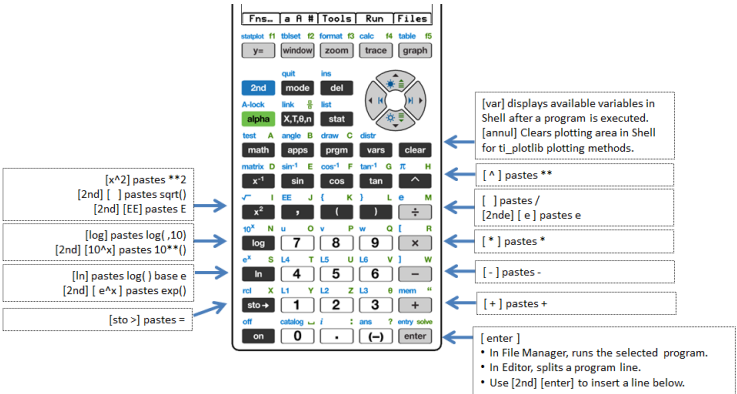 Fns… a A # Tools Run Files
statplot f1 tblset f2 format f3 calc f4 table f5
y= window zoom trace graph
quit ins
2nd mode del
A-lock link list
alpha X,T,θ,n stat
test A angle B draw C distr
math apps prgm vars clear
matrix D sin-1 E cos-1 F tan-1 G π H
x-1 sin cos tan ^
√ I EE J { K } L e M
x2 , ( ) ÷
10x N u O v P w Q [ R
log 7 8 9 ×
ex S L4 T L5 U L6 V ] W
ln 4 5 6 −
rcl X L1 Y L2 Z L3 θ mem "
sto→ 1 2 3 +
off catalog i : ans ? entry solve
on 0 . (−) enter
[x^2] pastes **2
[2nd] [ ] pastes sqrt()
[2nd] [EE] pastes E
[log] pastes log( ,10)
[2nd] [10^x] pastes 10**()
[ln] pastes log( ) base e
[2nd] [ e^x ] pastes exp()
[sto >] pastes =
[var] displays available variables in
Shell after a program is executed.
[annul] Clears plotting area in Shell
for ti_plotlib plotting methods.
[ ^ ] pastes **
[ ] pastes /
[2nde] [ e ] pastes e
[ * ] pastes *
[ - ] pastes -
[ + ] pastes +
[ enter ]
• In File Manager, runs the selected program.
• In Editor, splits a program line.
• Use [2nd] [enter] to insert a line below.